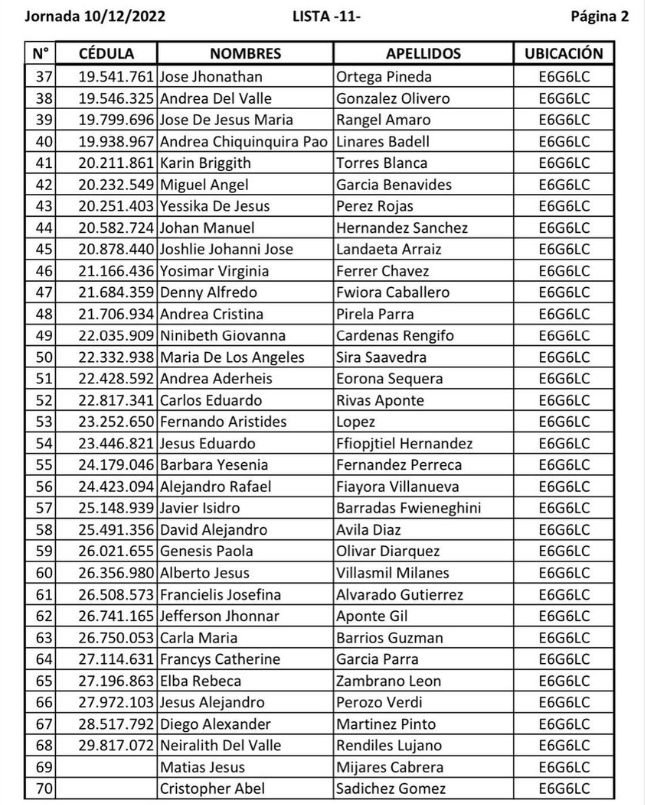 Jornada 10/12/2022 LISTA -11- Página 2
N° CÉDULA NOMBRES APELLIDOS UBICACIÓN
37 19.541.761 Jose Jhonathan Ortega Pineda E6G6LC
38 19.546.325 Andrea Del Valle Gonzalez Olivero E6G6LC
39 19.799.696 Jose De Jesus Maria Rangel Amaro E6G6LC
40 19.938.967 Andrea Chiquinquira Pao Linares Badell E6G6LC
41 20.211.861 Karin Briggith Torres Blanca E6G6LC
42 20.232.549 Miguel Angel Garcia Benavides E6G6LC
43 20.251.403 Yessika De Jesus Perez Rojas E6G6LC
44 20.582.724 Johan Manuel Hernandez Sanchez E6G6LC
45 20.878.440 Joshlie Johanni Jose Landaeta Arraiz E6G6LC
46 21.166.436 Yosimar Virginia Ferrer Chavez E6G6LC
47 21.684.359 Denny Alfredo Fwiora Caballero E6G6LC
48 21.706.934 Andrea Cristina Pirela Parra E6G6LC
49 22.035.909 Ninibeth Giovanna Cardenas Rengifo E6G6LC
50 22.332.938 Maria De Los Angeles Sira Saavedra E6G6LC
51 22.428.592 Andrea Aderheis Eorona Sequera E6G6LC
52 22.817.341 Carlos Eduardo Rivas Aponte E6G6LC
53 23.252.650 Fernando Aristides Lopez E6G6LC
54 23.446.821 Jesus Eduardo Ffiopjtiel Hernandez E6G6LC
55 24.179.046 Barbara Yesenia Fernandez Perreca E6G6LC
56 24.423.094 Alejandro Rafael Fiayora Villanueva E6G6LC
57 25.148.939 Javier Isidro Barradas Fwieneghini E6G6LC
58 25.491.356 David Alejandro Avila Diaz E6G6LC
59 26.021.655 Genesis Paola Olivar Diarquez E6G6LC
60 26.356.980 Alberto Jesus Villasmil Milanes E6G6LC
61 26.508.573 Francielis Josefina Alvarado Gutierrez E6G6LC
62 26.741.165 Jefferson Jhonnar Aponte Gil E6G6LC
63 26.750.053 Carla Maria Barrios Guzman E6G6LC
64 27.114.631 Francys Catherine Garcia Parra E6G6LC
65 27.196.863 Elba Rebeca Zambrano Leon E6G6LC
66 27.972.103 Jesus Alejandro Perozo Verdi E6G6LC
67 28.517.792 Diego Alexander Martinez Pinto E6G6LC
68 29.817.072 Neiralith Del Valle Rendiles Lujano E6G6LC
69 Matias Jesus Mijares Cabrera E6G6LC
70 Cristopher Abel Sadichez Gomez E6G6LC